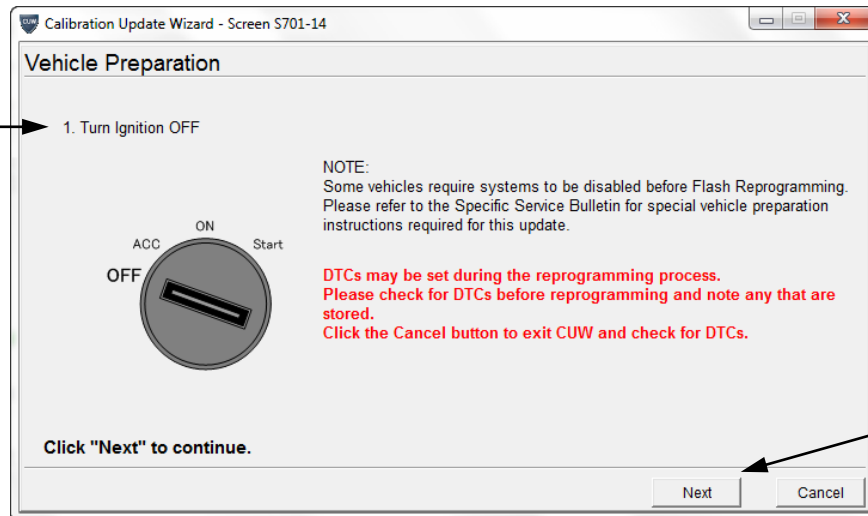 CUW
Calibration Update Wizard - Screen S701-14
Vehicle Preparation
1. Turn Ignition OFF
NOTE:
Some vehicles require systems to be disabled before Flash Reprogramming.
Please refer to the Specific Service Bulletin for special vehicle preparation
instructions required for this update.
ON
ACC
Start
OFF
DTCs may be set during the reprogramming process.
Please check for DTCs before reprogramming and note any that are
stored.
Click the Cancel button to exit CUW and check for DTCs.
Click "Next" to continue.
Next
Cancel